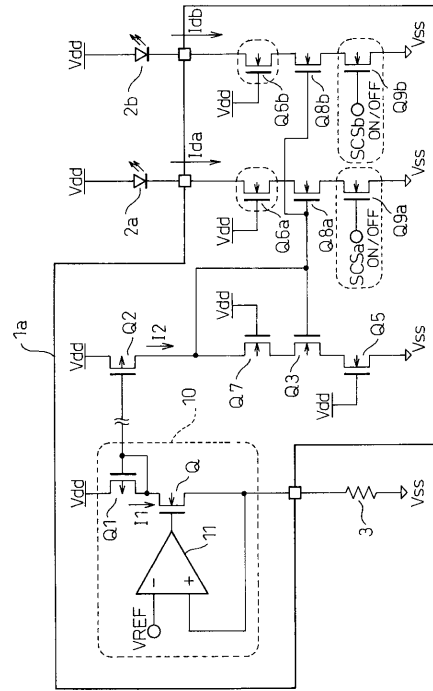 1a
10
Vdd
Q1
I1
Q
11
VREF
−
+
3
Vss
Vdd
Q2
I2
Q7
Vdd
Q3
Vdd
Q5
Vss
Vdd
2a
Ida
Vdd
Q6a
Q8a
SCSa
ON/OFF
Q9a
Vss
Vdd
2b
Idb
Vdd
Q6b
Q8b
SCSb
ON/OFF
Q9b
Vss